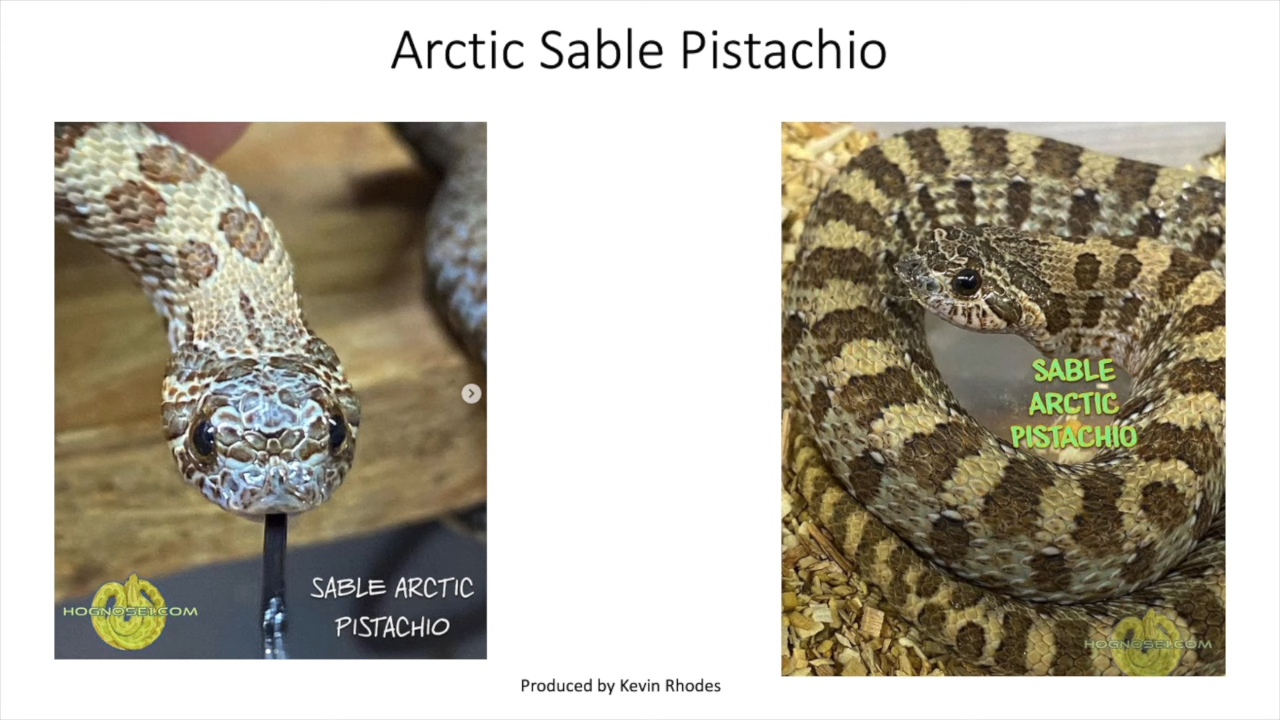 Arctic Sable Pistachio
HOGNOSE1.COM
SABLE ARCTIC
PISTACHIO
SABLE
ARCTIC
PISTACHIO
HOGNOSE1.COM
Produced by Kevin Rhodes